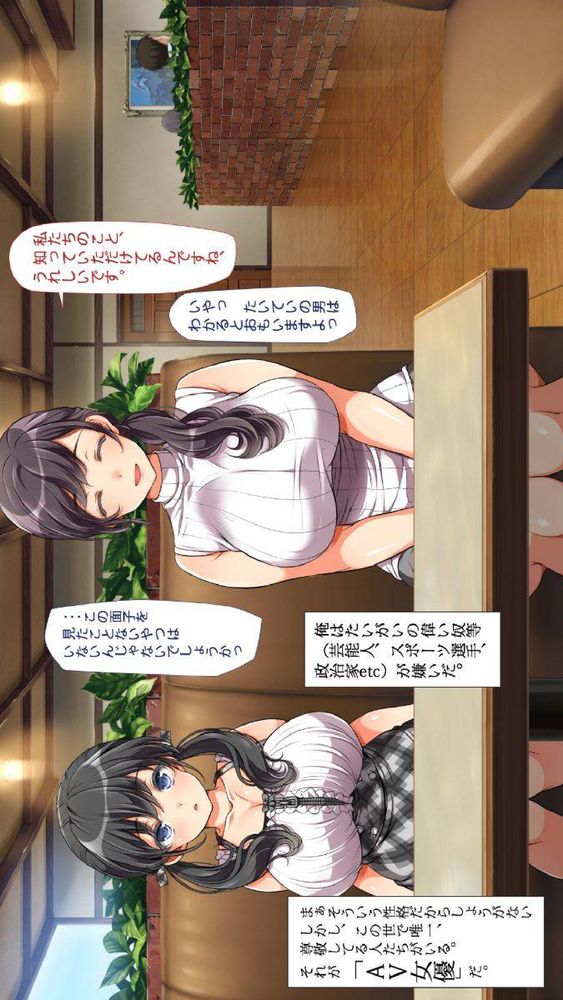 私たちのこと、
知っていただけてるんですね、
うれしいです。
いやっ　たいていの男は
わかるとおもいますよっ
・・・この面子を
見たことないやつは
いないんじゃないでしょうかっ
俺はたいがいの偉い奴等
（芸能人、スポーツ選手、
政治家etc）が嫌いだ。
まぁそういう性格だからしょうがない
しかし、この世で唯一、
尊敬してる人たちがいる。
それが「AV女優」だ。